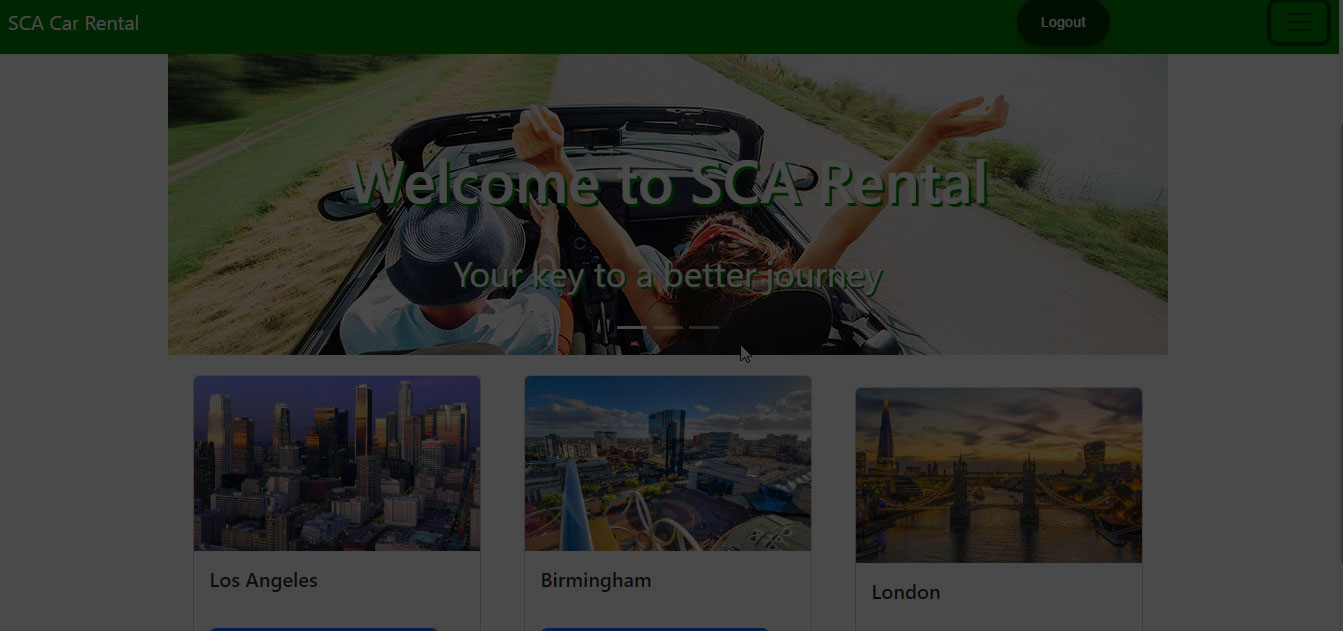 SCA Car Rental
Logout
Welcome to SCA Rental
Your key to a better journey
Los Angeles
Birmingham
London